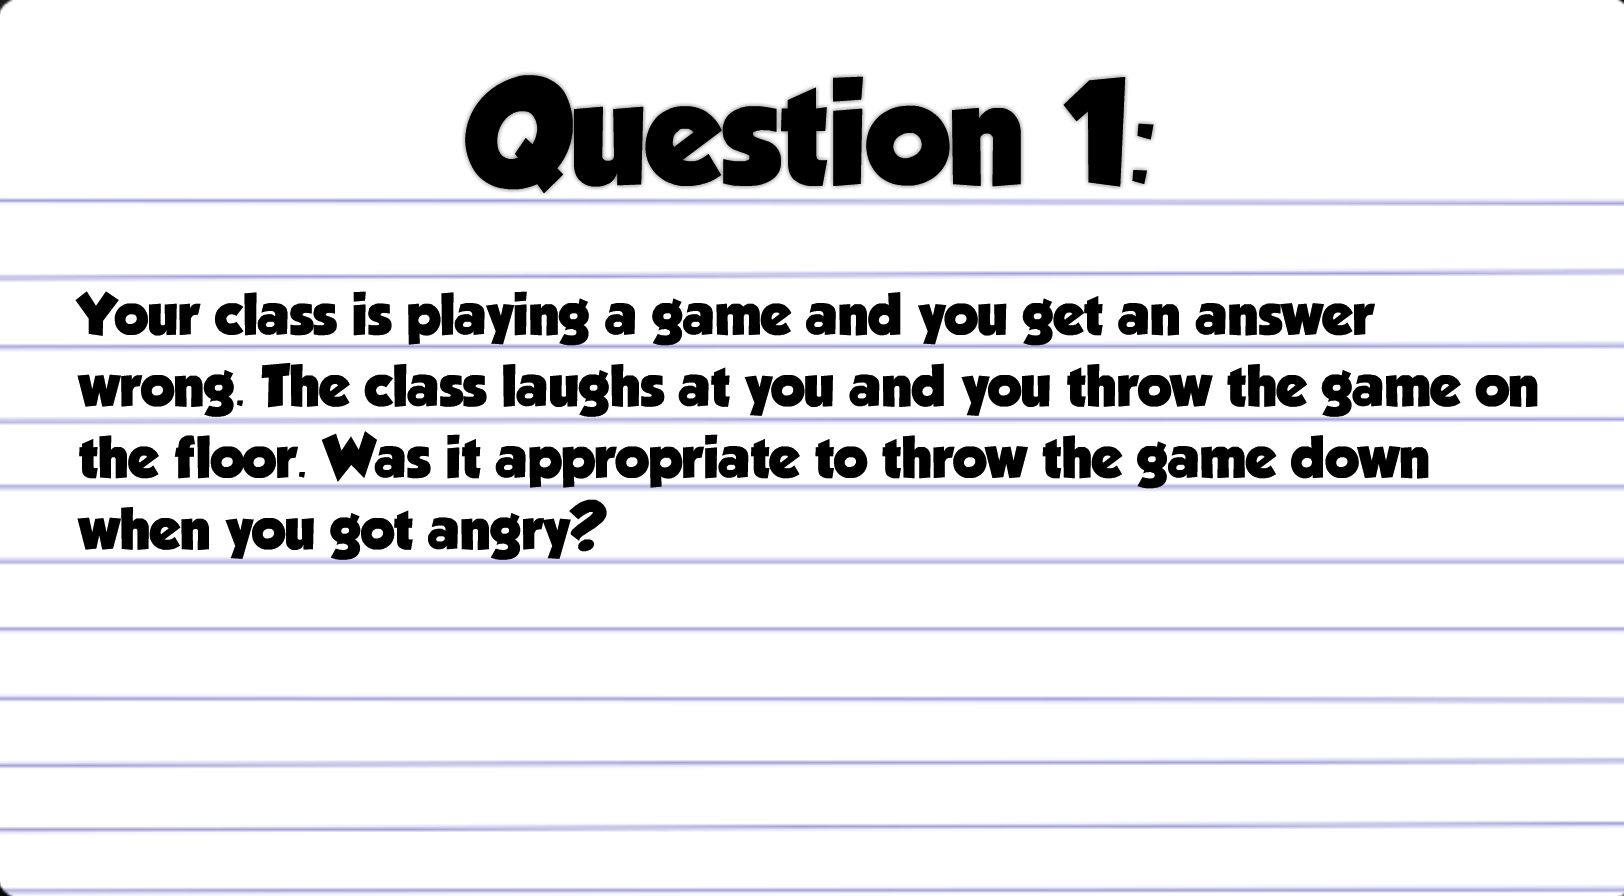 Question 1:
Your class is playing a game and you get an answer
wrong. The class laughs at you and you throw the game on
the floor. Was it appropriate to throw the game down
when you got angry?